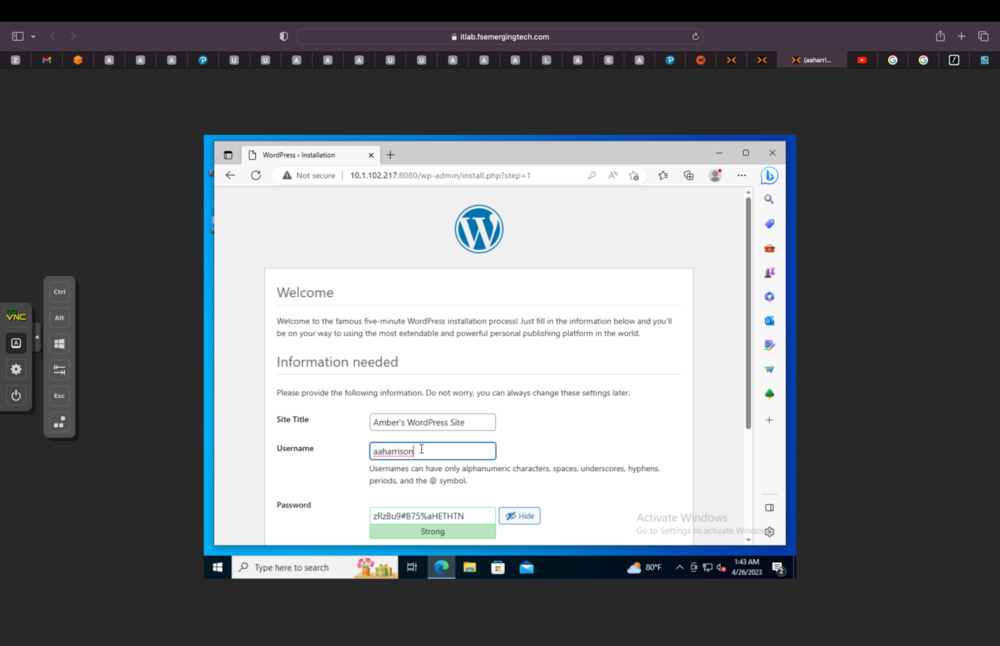 itlab.fsemergingtech.com
Z A A A P U U A A A U U A A A L A S A P (aaharri...
WordPress › Installation
Not secure 10.1.102.217:8080/wp-admin/install.php?step=1
Welcome
Welcome to the famous five-minute WordPress installation process! Just fill in the information below and you'll
be on your way to using the most extendable and powerful personal publishing platform in the world.
Information needed
Please provide the following information. Do not worry, you can always change these settings later.
Site Title
Amber's WordPress Site
Username
aaharrison
Usernames can have only alphanumeric characters, spaces, underscores, hyphens,
periods, and the @ symbol.
Password
zRzBu9#B75%aHETHTN
Hide
Strong
Activate Windows
Go to Settings to activate Window
Type here to search
80°F
1:43 AM
4/26/2023
2
no
VNC
A
Ctrl
Alt
Esc